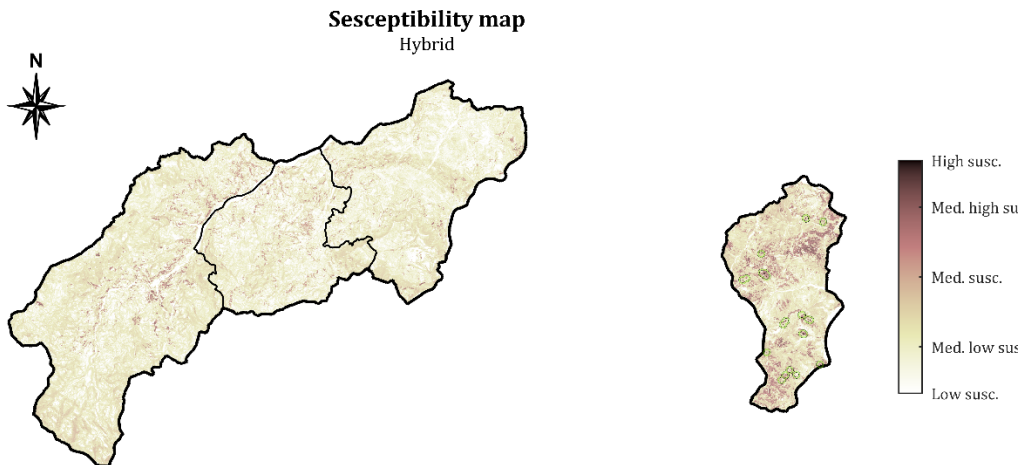 Sesceptibility map
Hybrid
N
High susc.
Med. high su
Med. susc.
Med. low sus
Low susc.